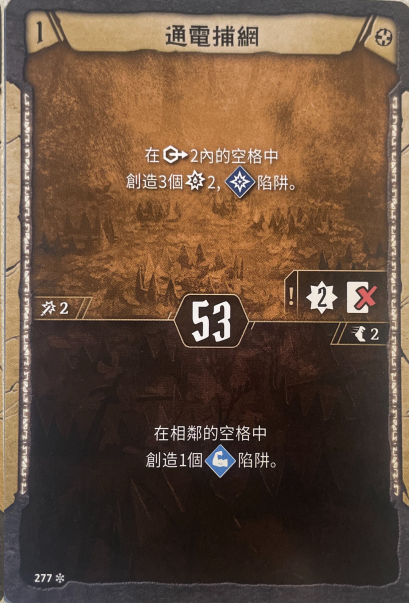 1
通電捕網
在 2內的空格中
創造3個 2, 陷阱。
2
! 2
53
2
在相鄰的空格中
創造1個 陷阱。
277